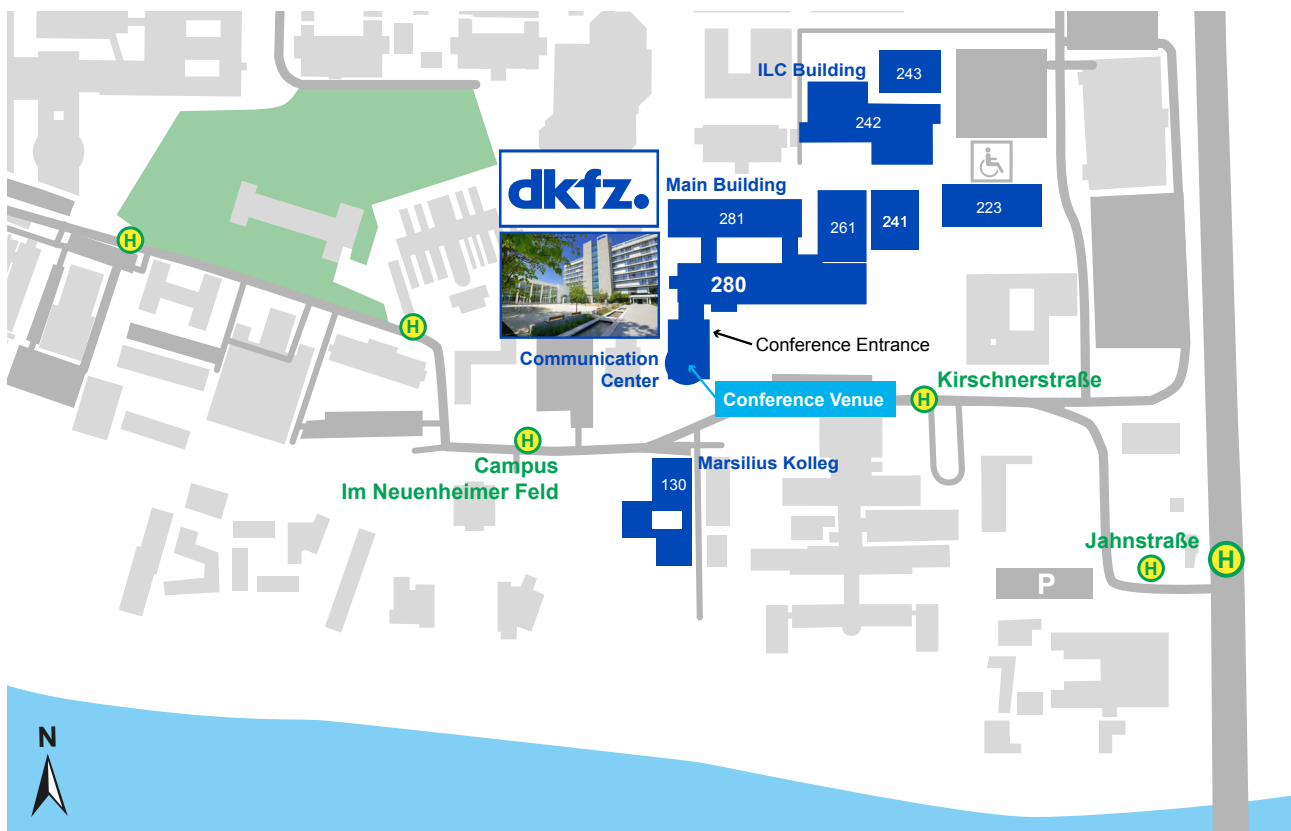 ILC Building
243
242
dkfz.
Main Building
281
261
241
223
280
H
H
Conference Entrance
Communication
Center
Conference Venue
Kirschnerstraße
H
H
Campus
Im Neuenheimer Feld
Marsilius Kolleg
130
Jahnstraße
H
H
P
N